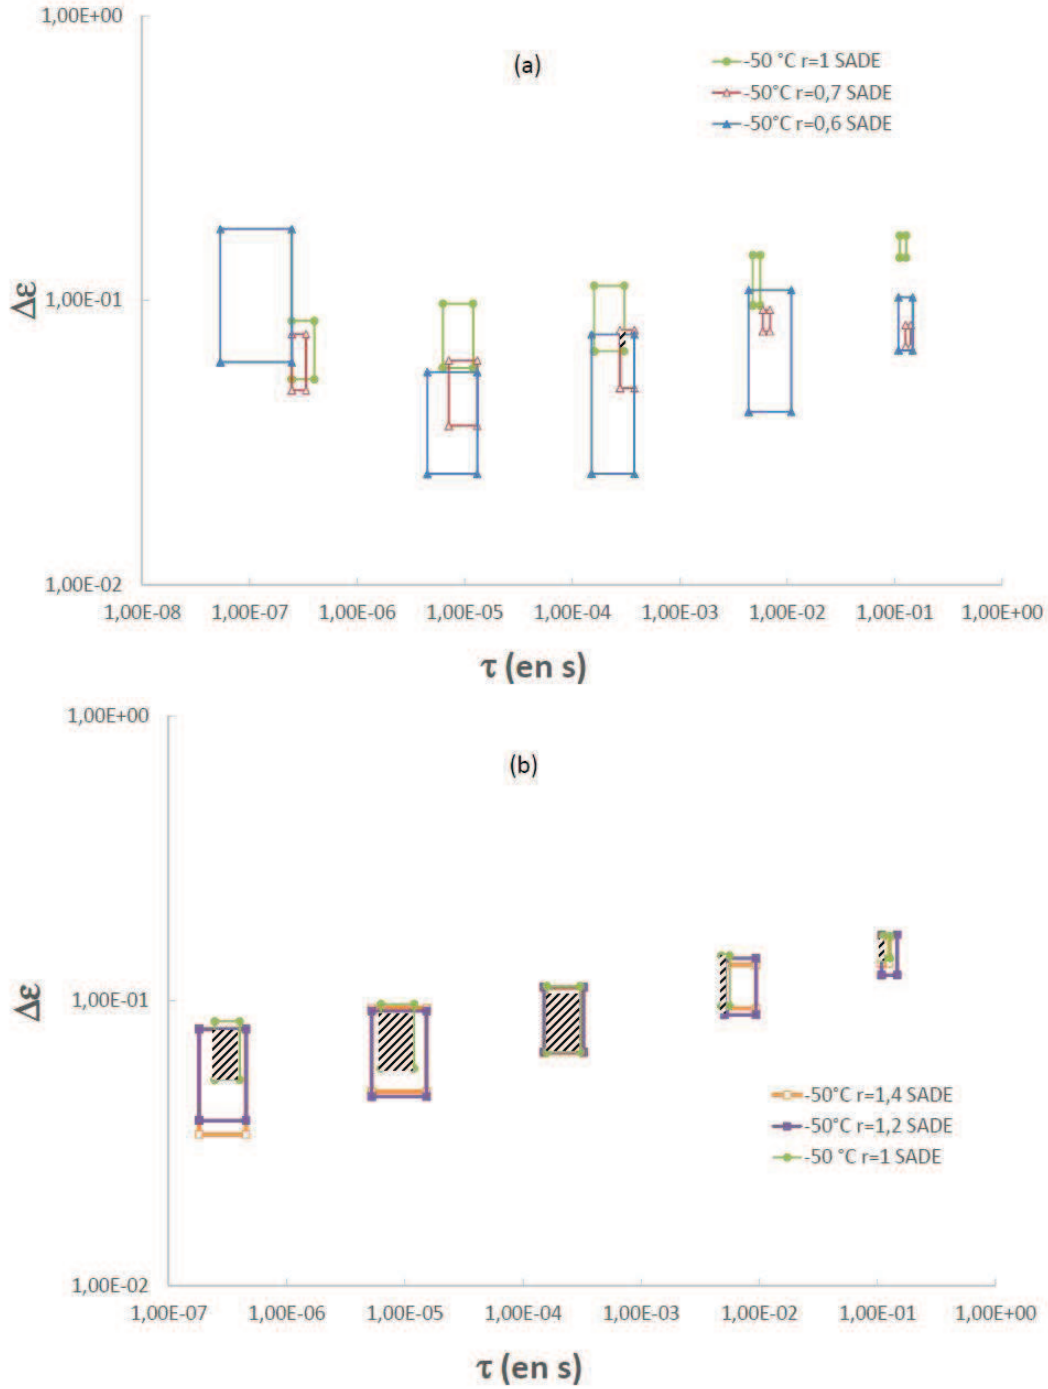 1,00E+00
(a)
-50 °C r=1 SADE
-50°C r=0,7 SADE
-50°C r=0,6 SADE
Δε
1,00E-01
1,00E-02
1,00E-08 1,00E-07 1,00E-06 1,00E-05 1,00E-04 1,00E-03 1,00E-02 1,00E-01 1,00E+00
τ (en s)
1,00E+00
(b)
Δε
1,00E-01
-50°C r=1,4 SADE
-50°C r=1,2 SADE
-50 °C r=1 SADE
1,00E-02
1,00E-07 1,00E-06 1,00E-05 1,00E-04 1,00E-03 1,00E-02 1,00E-01 1,00E+00
τ (en s)